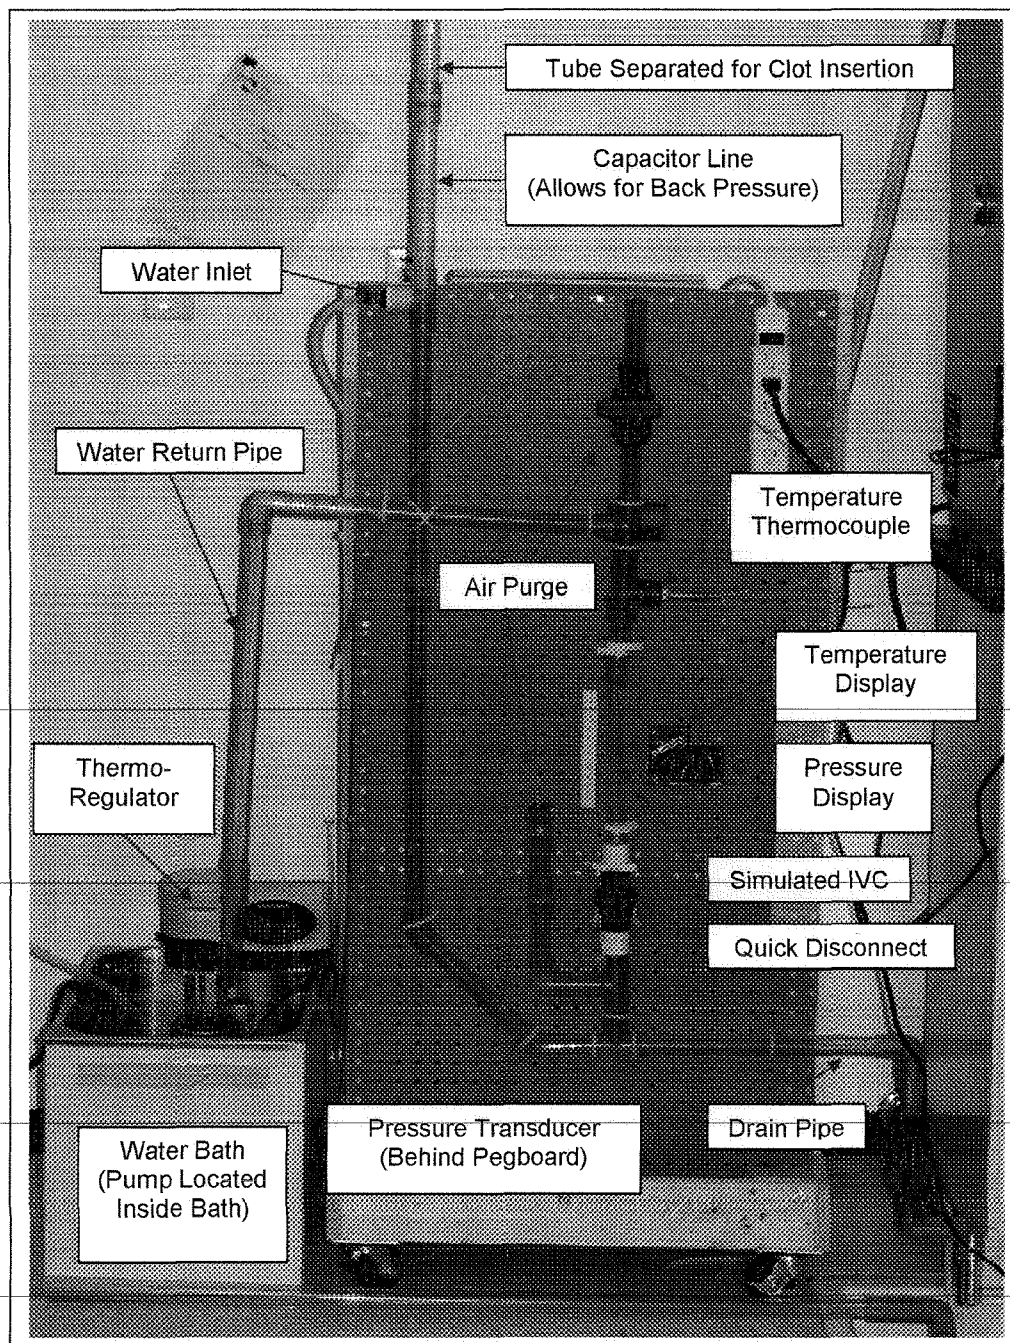 Tube Separated for Clot Insertion
Capacitor Line
(Allows for Back Pressure)
Water Inlet
Water Return Pipe
Temperature
Thermocouple
Air Purge
Temperature
Display
Thermo-
Regulator
Pressure
Display
Simulated IVC
Quick Disconnect
Pressure Transducer
(Behind Pegboard)
Drain Pipe
Water Bath
(Pump Located
Inside Bath)